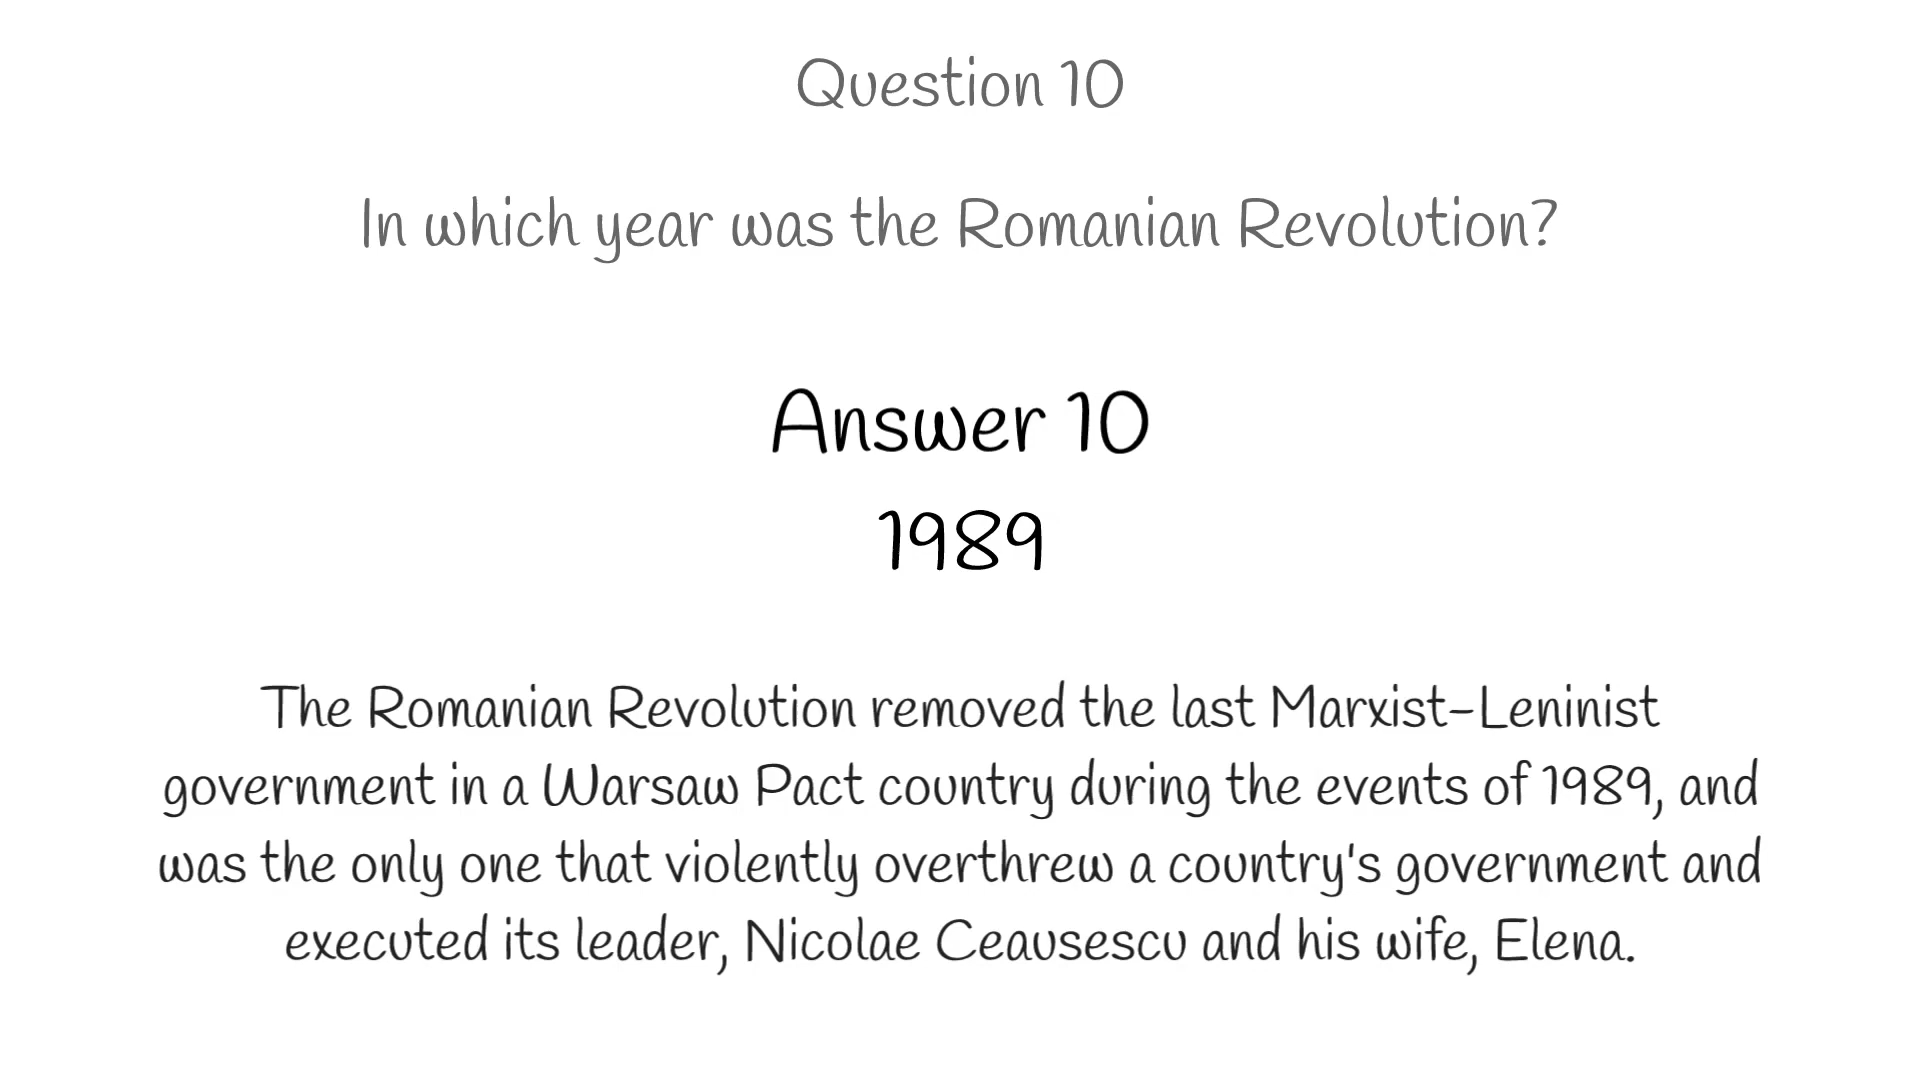 Question 10
In which year was the Romanian Revolution?
Answer 10
1989
The Romanian Revolution removed the last Marxist-Leninist
government in a Warsaw Pact country during the events of 1989, and
was the only one that violently overthrew a country's government and
executed its leader, Nicolae Ceausescu and his wife, Elena.